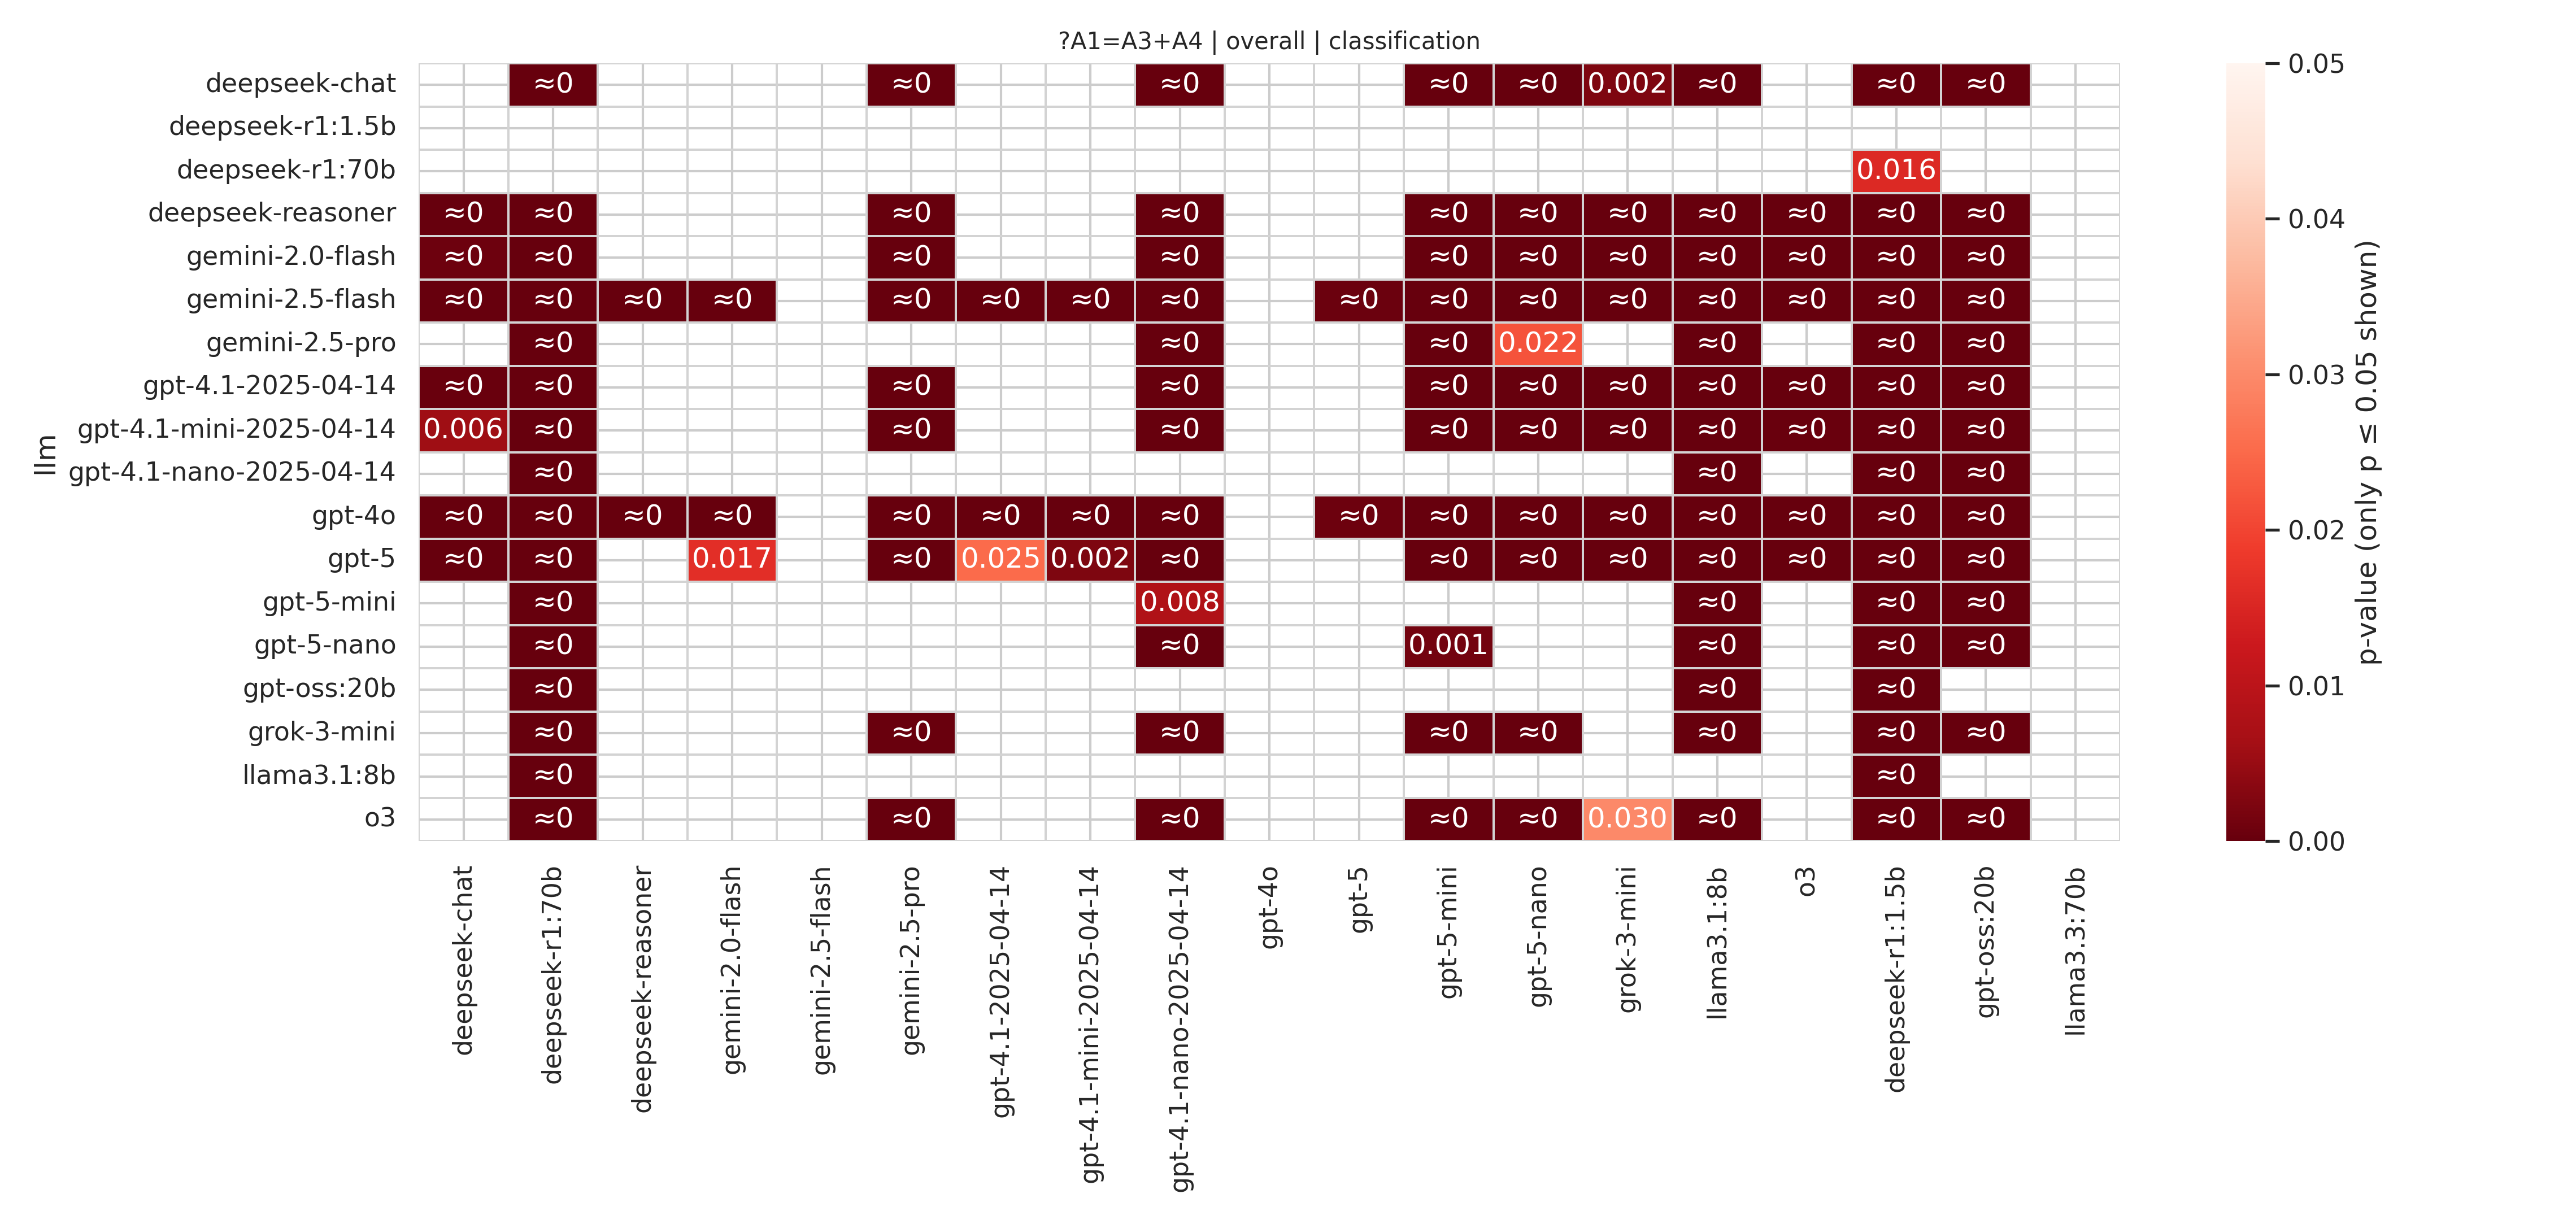 ?A1=A3+A4 | overall | classification
deepseek-chat ≈0 ≈0 ≈0 ≈0 ≈0 0.002 ≈0 ≈0 ≈0
deepseek-r1:1.5b
deepseek-r1:70b 0.016
deepseek-reasoner ≈0 ≈0 ≈0 ≈0 ≈0 ≈0 ≈0 ≈0 ≈0 ≈0 ≈0
gemini-2.0-flash ≈0 ≈0 ≈0 ≈0 ≈0 ≈0 ≈0 ≈0 ≈0 ≈0 ≈0
gemini-2.5-flash ≈0 ≈0 ≈0 ≈0 ≈0 ≈0 ≈0 ≈0 ≈0 ≈0 ≈0 ≈0 ≈0 ≈0 ≈0 ≈0
gemini-2.5-pro ≈0 ≈0 ≈0 0.022 ≈0 ≈0 ≈0
gpt-4.1-2025-04-14 ≈0 ≈0 ≈0 ≈0 ≈0 ≈0 ≈0 ≈0 ≈0 ≈0 ≈0
gpt-4.1-mini-2025-04-14 0.006 ≈0 ≈0 ≈0 ≈0 ≈0 ≈0 ≈0 ≈0 ≈0 ≈0
gpt-4.1-nano-2025-04-14 ≈0 ≈0 ≈0 ≈0
gpt-4o ≈0 ≈0 ≈0 ≈0 ≈0 ≈0 ≈0 ≈0 ≈0 ≈0 ≈0 ≈0 ≈0 ≈0 ≈0 ≈0
gpt-5 ≈0 ≈0 0.017 ≈0 0.025 0.002 ≈0 ≈0 ≈0 ≈0 ≈0 ≈0 ≈0 ≈0
gpt-5-mini ≈0 0.008 ≈0 ≈0 ≈0
gpt-5-nano ≈0 ≈0 0.001 ≈0 ≈0 ≈0
gpt-oss:20b ≈0 ≈0 ≈0
grok-3-mini ≈0 ≈0 ≈0 ≈0 ≈0 ≈0 ≈0 ≈0
llama3.1:8b ≈0 ≈0
o3 ≈0 ≈0 ≈0 ≈0 ≈0 0.030 ≈0 ≈0 ≈0
llm
deepseek-chat
deepseek-r1:70b
deepseek-reasoner
gemini-2.0-flash
gemini-2.5-flash
gemini-2.5-pro
gpt-4.1-2025-04-14
gpt-4.1-mini-2025-04-14
gpt-4.1-nano-2025-04-14
gpt-4o
gpt-5
gpt-5-mini
gpt-5-nano
grok-3-mini
llama3.1:8b
o3
deepseek-r1:1.5b
gpt-oss:20b
llama3.3:70b
0.05
0.04
0.03
0.02
0.01
0.00
p-value (only p ≤ 0.05 shown)